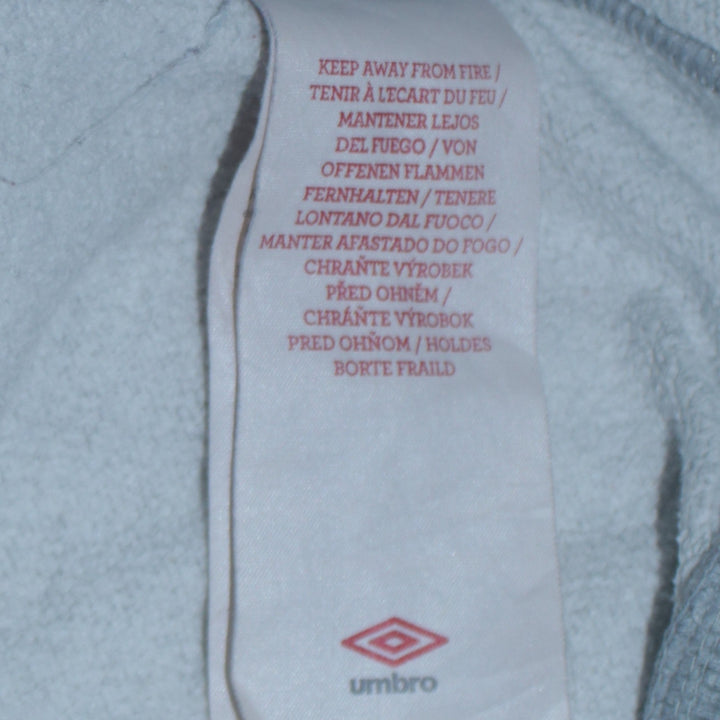 KEEP AWAY FROM FIRE /
TENIR À L'ECART DU FEU /
MANTENER LEJOS
DEL FUEGO / VON
OFFENEN FLAMMEN
FERNHALTEN / TENERE
LONTANO DAL FUOCO /
MANTER AFASTADO DO FOGO /
CHRAŇTE VÝROBEK
PŘED OHNĚM /
CHRÁŇTE VÝROBOK
PRED OHŇOM / HOLDES
BORTE FRAILD
umbro